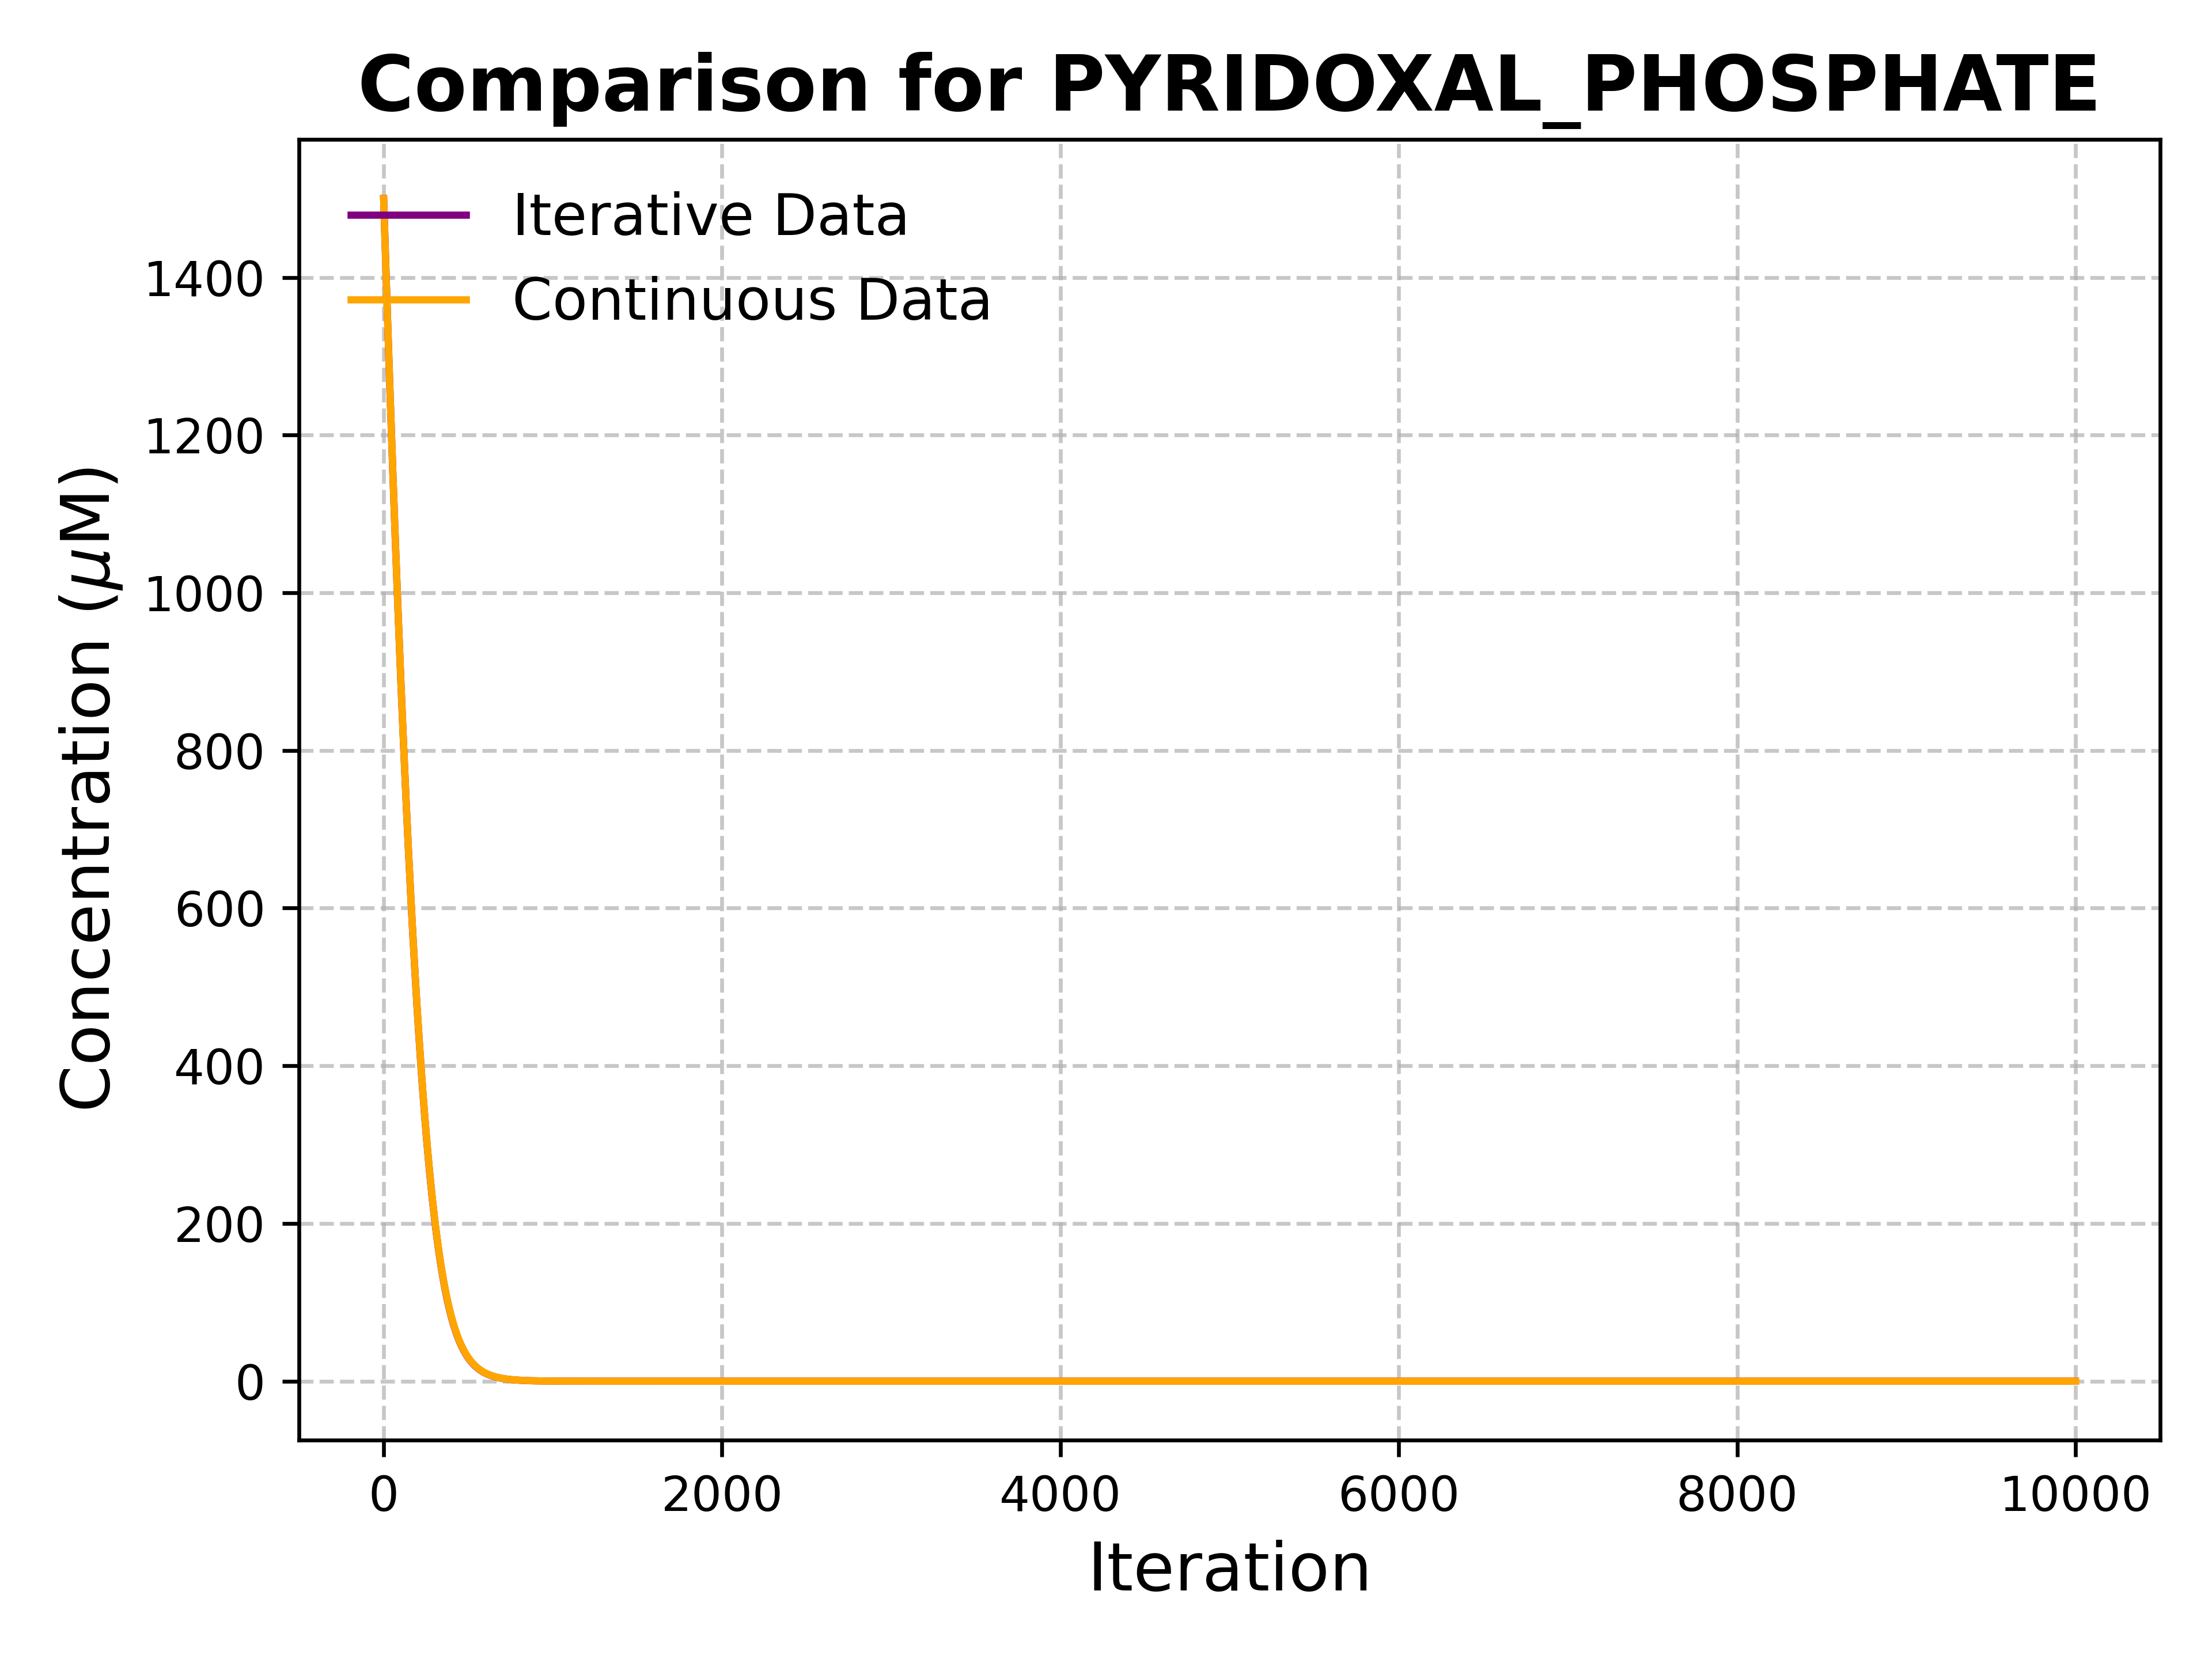 Comparison for PYRIDOXAL_PHOSPHATE
Iterative Data
Continuous Data
Concentration (μM)
1400
1200
1000
800
600
400
200
0
0 2000 4000 6000 8000 10000
Iteration